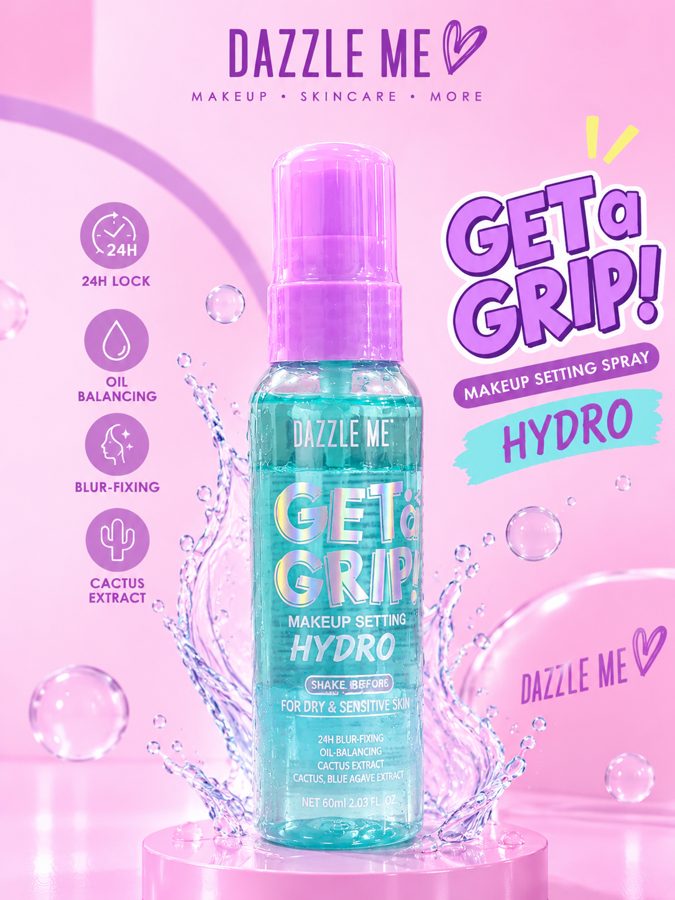 DAZZLE ME
MAKEUP • SKINCARE • MORE
24H
24H LOCK
OIL
BALANCING
BLUR-FIXING
CACTUS
EXTRACT
GET a
GRIP!
MAKEUP SETTING SPRAY
HYDRO
DAZZLE ME
GET a
GRIP!
MAKEUP SETTING
HYDRO
SHAKE BEFORE
FOR DRY & SENSITIVE SKIN
24H BLUR-FIXING
OIL-BALANCING
CACTUS EXTRACT
CACTUS, BLUE AGAVE EXTRACT
NET 60ml 2.03 FL. OZ
DAZZLE ME